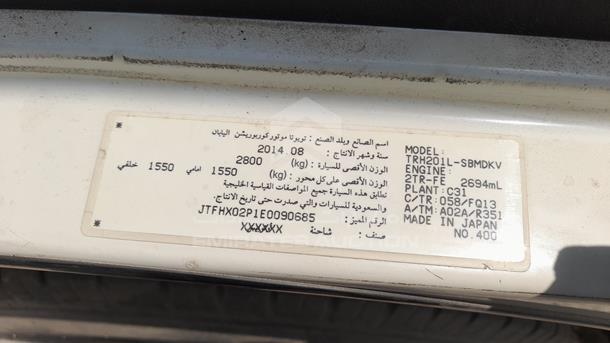 اسم الصانع وبلد الصنع : تويوتا موتور كوربوريشن اليابان
سنة وشهر الانتاج : 2014.08
الوزن الأقصى للسيارة : (kg) 2800
الوزن الأقصى على كل محور : (kg) 1550 امامي 1550 خلفي
تطابق هذه السيارة جميع المواصفات القياسية الخليجية
والسعودية للسيارات والتي صدرت حتى تاريخ الانتاج.
الرقم المميز : JTFHX02P1E0090685
صنف : شاحنة XXXXXX
MODEL:
TRH201L-SBMDKV
ENGINE:
2TR-FE 2694mL
PLANT: C31
C/TR: 058/FQ13
A/TM: A02A/R351
MADE IN JAPAN
NO.400
EMIRATES AUCTION